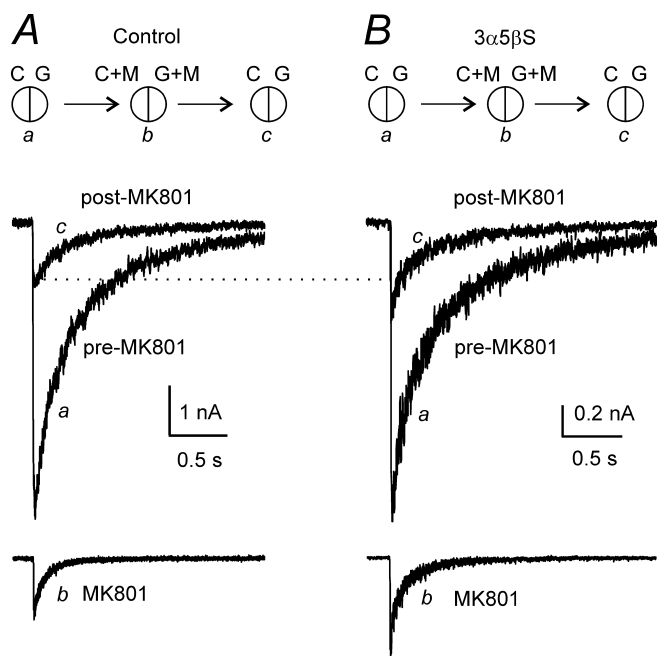 A
Control
C G
C+M G+M
C G
a
b
c
post-MK801
c
pre-MK801
a
1 nA
0.5 s
b MK801
B
3α5βS
C G
C+M G+M
C G
a
b
c
post-MK801
c
pre-MK801
a
0.2 nA
0.5 s
b MK801